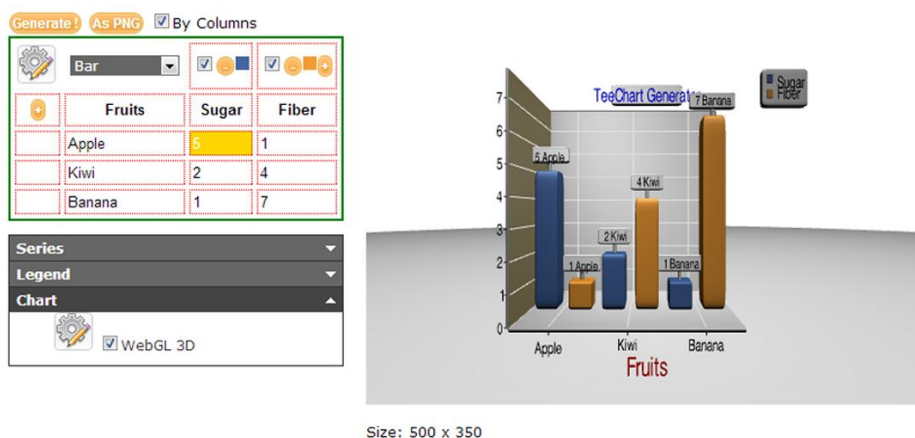 Generate! As PNG By Columns
Bar
Fruits Sugar Fiber
Apple 5 1
Kiwi 2 4
Banana 1 7
Series
Legend
Chart
WebGL 3D
TeeChart Generator
Sugar
Fiber
7
6
5
4
3
2
1
0
5 Apple
1 Apple
2 Kiwi
4 Kiwi
1 Banana
7 Banana
Apple Kiwi Banana
Fruits
Size: 500 x 350